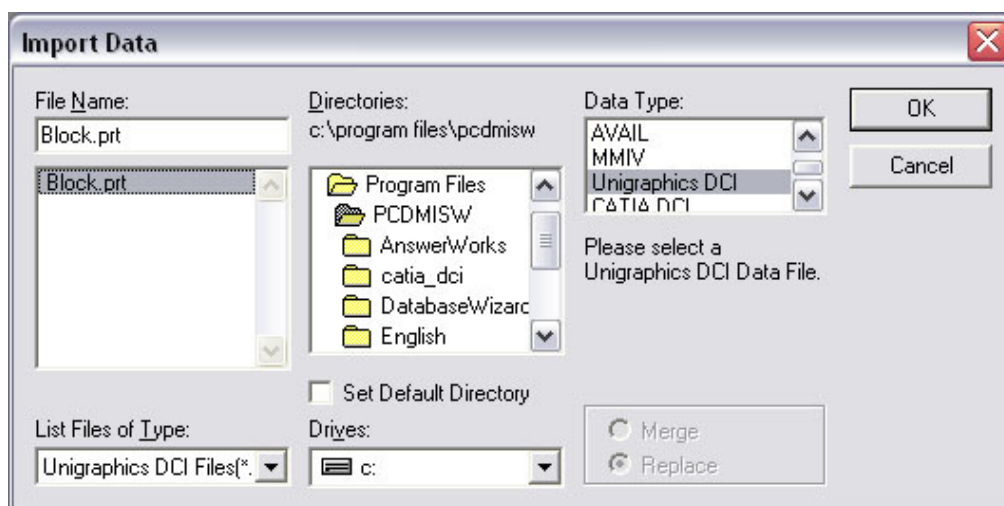 Import Data
File Name:
Block.prt
Block.prt
List Files of Type:
Unigraphics DCI Files(*.
Directories:
c:\program files\pcdmisw
Program Files
PCDMISW
AnswerWorks
catia_dci
DatabaseWizard
English
Set Default Directory
Drives:
c:
Data Type:
AVAIL
MMIV
Unigraphics DCI
CATIA DCI
Please select a
Unigraphics DCI Data File.
Merge
Replace
OK
Cancel